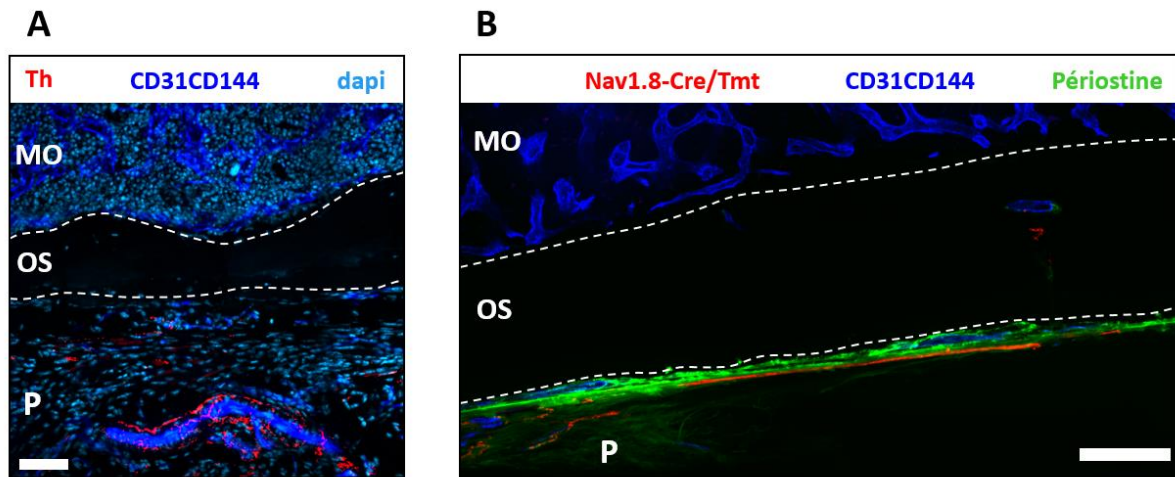 A
B
Th CD31CD144 dapi
Nav1.8-Cre/Tmt CD31CD144 Périostine
MO
OS
P
MO
OS
P